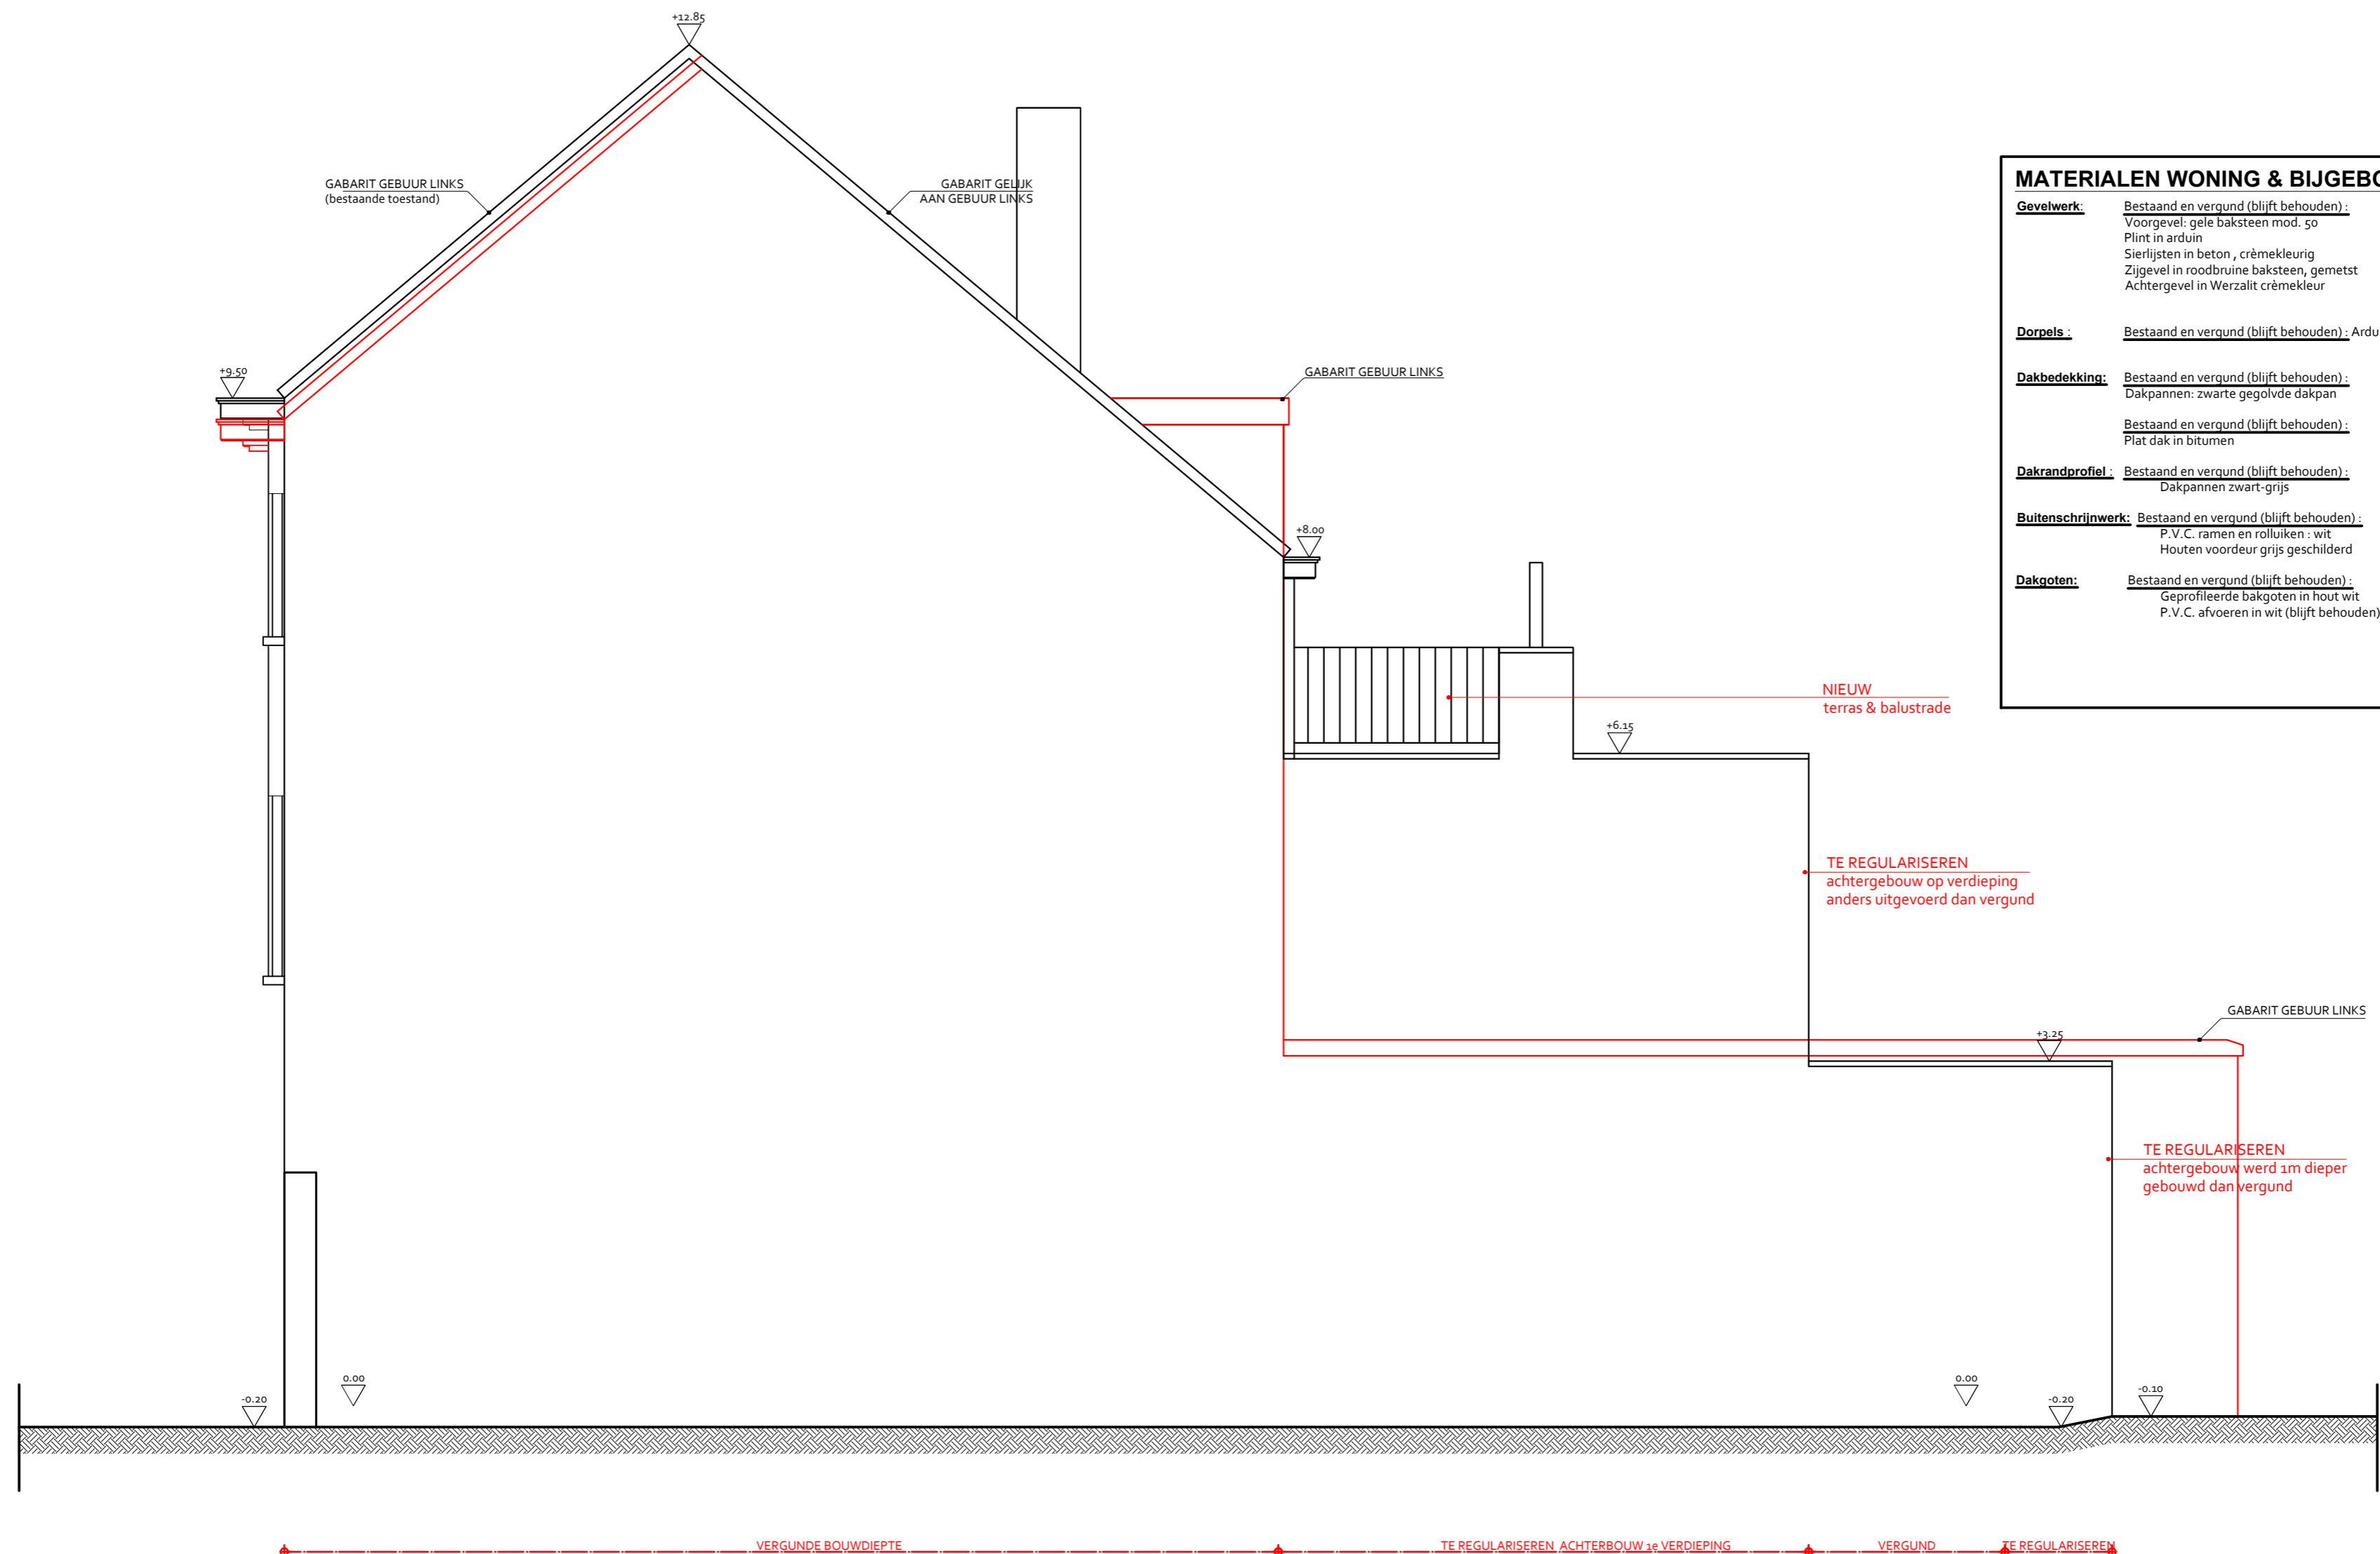 +12.85
GABARIT GEBUUR LINKS
(bestaande toestand)
GABARIT GELIJK
AAN GEBUUR LINKS
+9.50
GABARIT GEBUUR LINKS
+8.00
NIEUW
terras & balustrade
+6.15
TE REGULARISEREN
achtergebouw op verdieping
anders uitgevoerd dan vergund
GABARIT GEBUUR LINKS
+3.25
TE REGULARISEREN
achtergebouw werd 1m dieper
gebouwd dan vergund
-0.20
0.00
0.00
-0.20
-0.10
VERGUNDE BOUWDIEPTE
TE REGULARISEREN ACHTERBOUW 1e VERDIEPING
VERGUND
TE REGULARISEREN
MATERIALEN WONING & BIJGEBO
Gevelwerk: Bestaand en vergund (blijft behouden) :
Voorgevel: gele baksteen mod. 50
Plint in arduin
Sierlijsten in beton , crèmekleurig
Zijgevel in roodbruine baksteen, gemetst
Achtergevel in Werzalit crèmekleur
Dorpels : Bestaand en vergund (blijft behouden) : Ardu
Dakbedekking: Bestaand en vergund (blijft behouden) :
Dakpannen: zwarte gegolvde dakpan
Bestaand en vergund (blijft behouden) :
Plat dak in bitumen
Dakrandprofiel : Bestaand en vergund (blijft behouden) :
Dakpannen zwart-grijs
Buitenschrijnwerk: Bestaand en vergund (blijft behouden) :
P.V.C. ramen en rolluiken : wit
Houten voordeur grijs geschilderd
Dakgoten: Bestaand en vergund (blijft behouden) :
Geprofileerde bakgoten in hout wit
P.V.C. afvoeren in wit (blijft behouden)